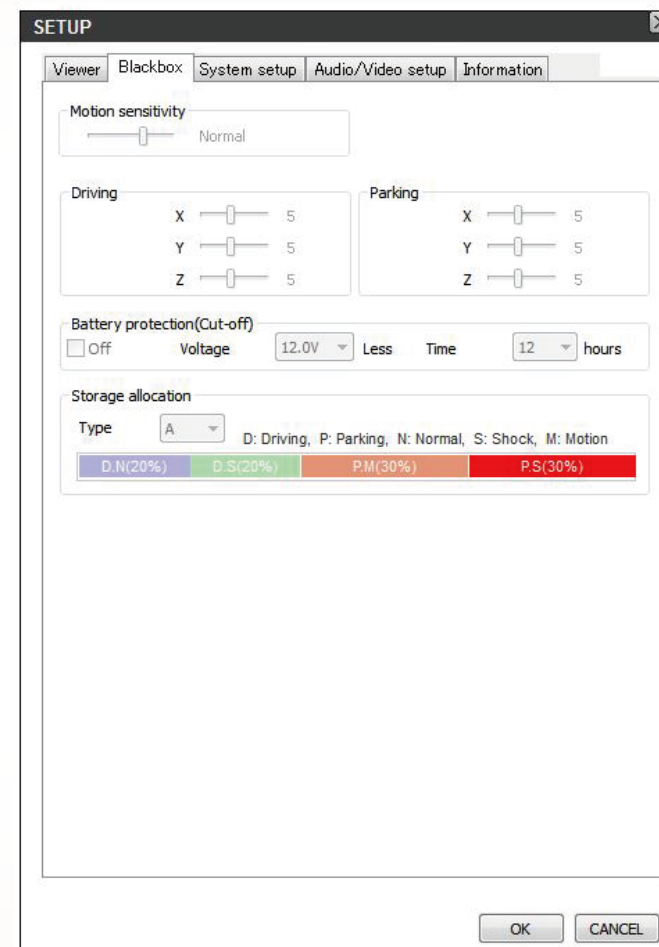 SETUP
Viewer Blackbox System setup Audio/Video setup Information
Motion sensitivity
Normal
Driving Parking
X 5 X 5
Y 5 Y 5
Z 5 Z 5
Battery protection(Cut-off)
Off Voltage 12.0V Less Time 12 hours
Storage allocation
Type A D: Driving, P: Parking, N: Normal, S: Shock, M: Motion
D.N(20%) D.S(20%) P.M(30%) P.S(30%)
OK CANCEL